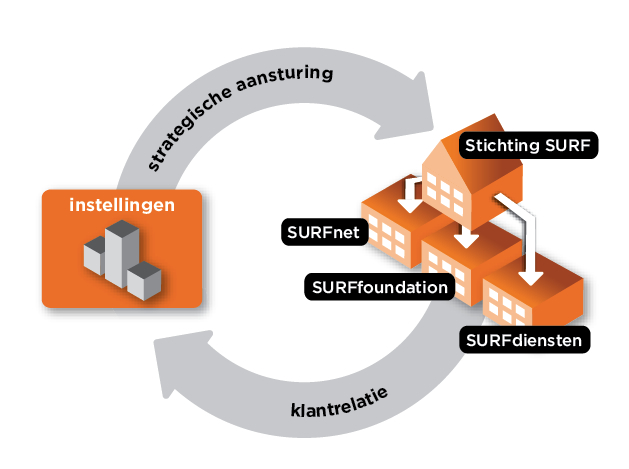 strategische aansturing
Stichting SURF
instellingen
SURFnet
SURFfoundation
SURFdiensten
klantrelatie